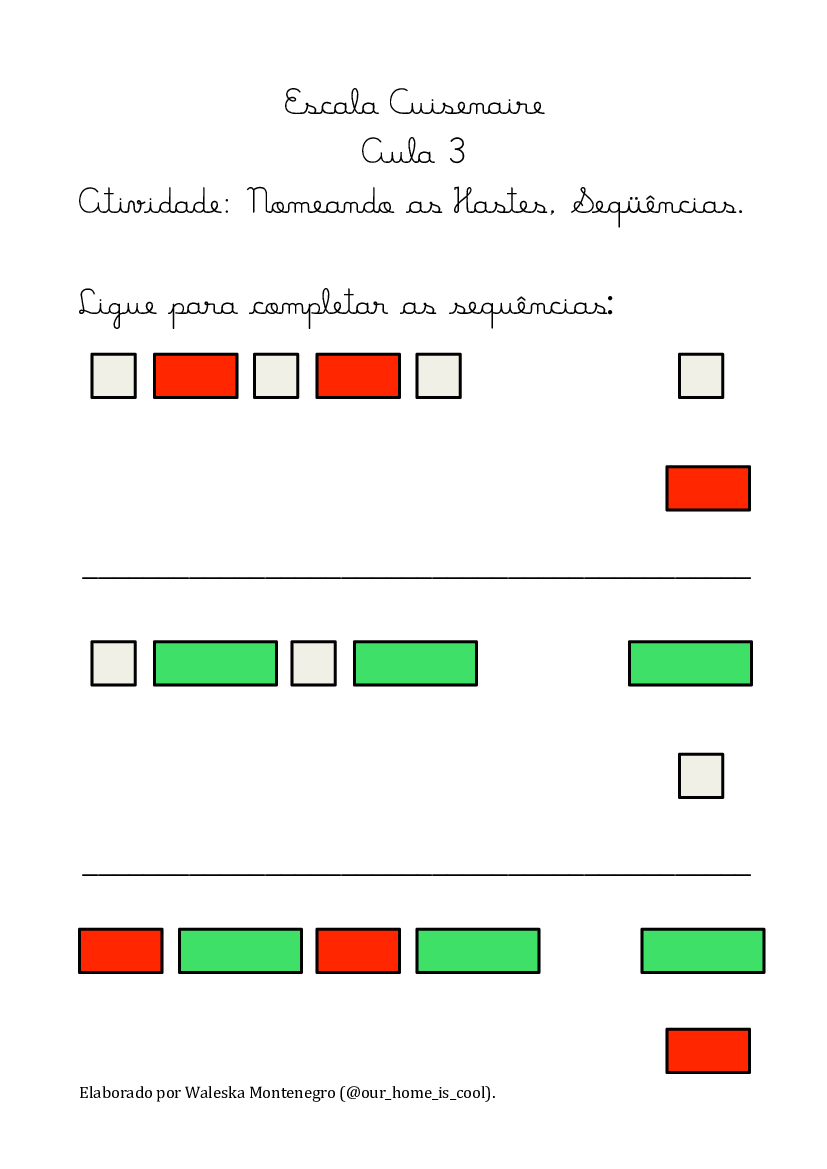 Escala Cuisenaire
Aula 3
Atividade: Nomeando as Hastes, Seqüências.
Ligue para completar as sequências:
Elaborado por Waleska Montenegro (@our_home_is_cool).